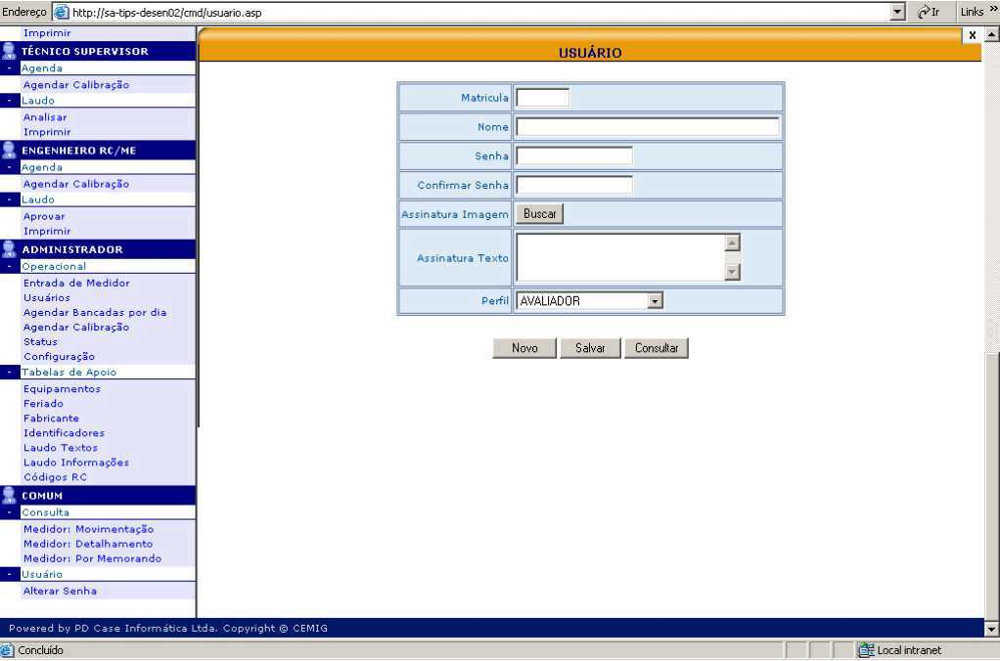 Endereço http://sa-tips-desen02/cmd/usuario.asp Ir Links »
Imprimir
TÉCNICO SUPERVISOR
- Agenda
Agendar Calibração
- Laudo
Analisar
Imprimir
ENGENHEIRO RC/ME
- Agenda
Agendar Calibração
- Laudo
Aprovar
Imprimir
ADMINISTRADOR
- Operacional
Entrada de Medidor
Usuários
Agendar Bancadas por dia
Agendar Calibração
Status
Configuração
- Tabelas de Apoio
Equipamentos
Feriado
Fabricante
Identificadores
Laudo Textos
Laudo Informações
Códigos RC
COMUM
- Consulta
Medidor: Movimentação
Medidor: Detalhamento
Medidor: Por Memorando
- Usuário
Alterar Senha
x
USUÁRIO
Matricula
Nome
Senha
Confirmar Senha
Assinatura Imagem Buscar
Assinatura Texto
Perfil AVALIADOR
Novo Salvar Consultar
Powered by PD Case Informática Ltda. Copyright © CEMIG
Concluído Local intranet